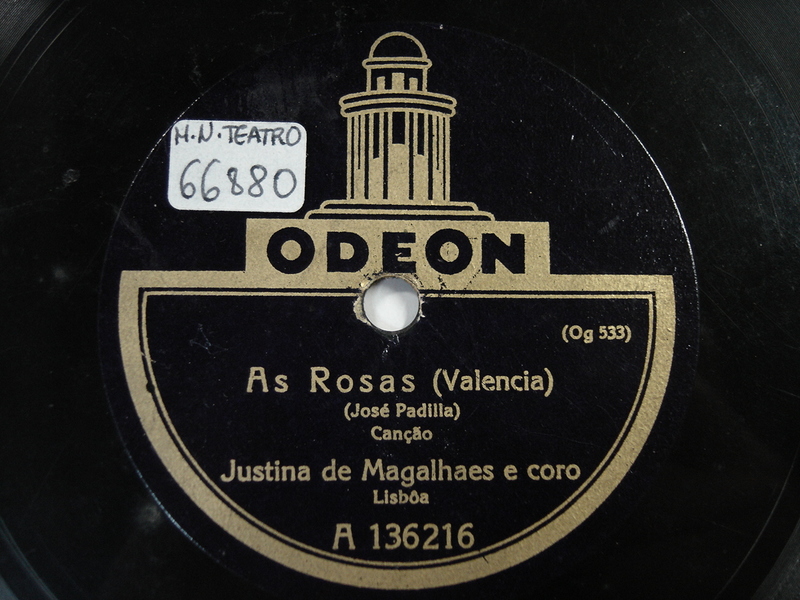 M.N.TEATRO
66880
ODEON
(Og 533)
As Rosas (Valencia)
(José Padilla)
Canção
Justina de Magalhaes e coro
Lisbôa
A 136216